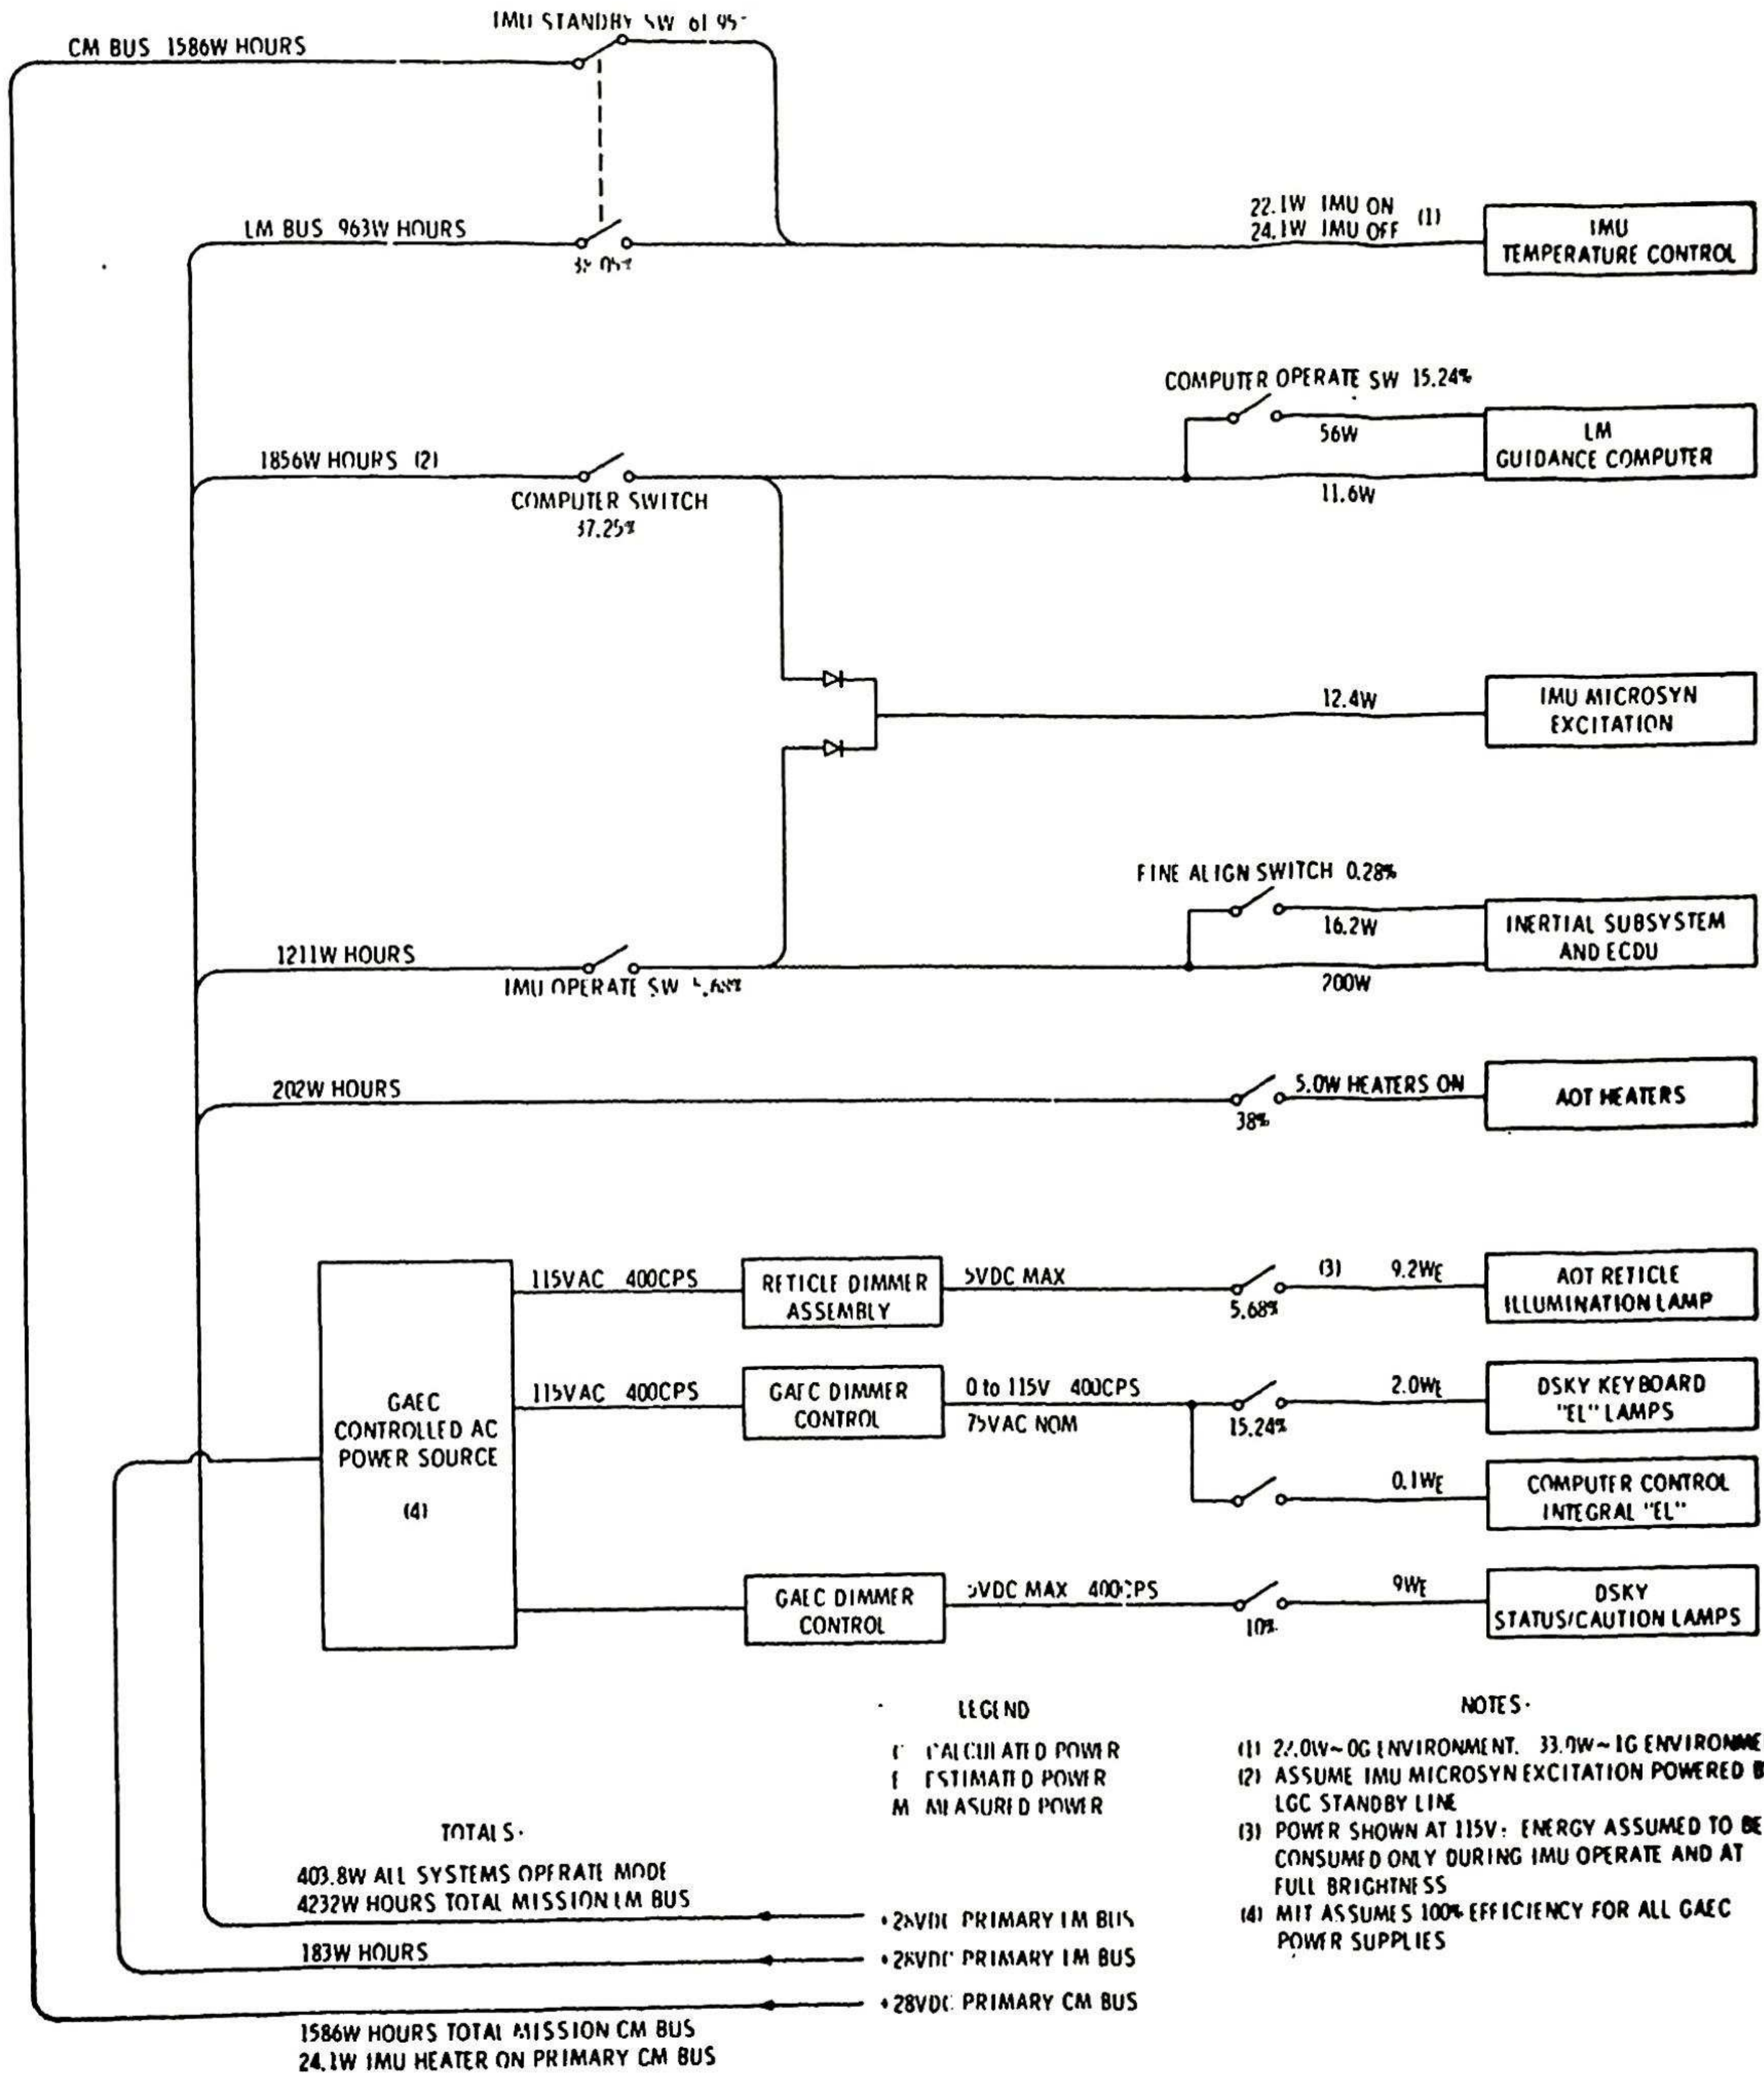 IMU STANDBY SW 61.95
CM BUS 1586W HOURS
LM BUS 963W HOURS
22.1W IMU ON
24.1W IMU OFF (1)
IMU
TEMPERATURE CONTROL
COMPUTER OPERATE SW 15.24%
56W
LM
GUIDANCE COMPUTER
1856W HOURS (2)
11.6W
COMPUTER SWITCH
37.25%
12.4W
IMU MICROSYN
EXCITATION
FINE ALIGN SWITCH 0.28%
16.2W
INERTIAL SUBSYSTEM
AND ECDU
1211W HOURS
IMU OPERATE SW
200W
202W HOURS
5.0W HEATERS ON
38%
AOT HEATERS
115VAC 400CPS
RETICLE DIMMER
ASSEMBLY
5VDC MAX
5.68%
(3) 9.2WE
AOT RETICLE
ILLUMINATION LAMP
GAEC
CONTROLLED AC
POWER SOURCE
(4)
115VAC 400CPS
GAEC DIMMER
CONTROL
0 to 115V 400CPS
75VAC NOM
15.24%
2.0WE
DSKY KEYBOARD
"EL" LAMPS
0.1WE
COMPUTER CONTROL
INTEGRAL "EL"
GAEC DIMMER
CONTROL
5VDC MAX 400CPS
10%
9WE
DSKY
STATUS/CAUTION LAMPS
LEGEND
C CALCULATED POWER
E ESTIMATED POWER
M MEASURED POWER
NOTES:
(1) ENVIRONMENT. 33.0W~1G ENVIRONME
(2) ASSUME IMU MICROSYN EXCITATION POWERED B
LGC STANDBY LINE
(3) POWER SHOWN AT 115V: ENERGY ASSUMED TO BE
CONSUMED ONLY DURING IMU OPERATE AND AT
FULL BRIGHTNESS
(4) MIT ASSUMES 100% EFFICIENCY FOR ALL GAEC
POWER SUPPLIES
TOTALS:
403.8W ALL SYSTEMS OPERATE MODE
4232W HOURS TOTAL MISSION LM BUS
+28VDC PRIMARY LM BUS
183W HOURS
+28VDC PRIMARY LM BUS
+28VDC PRIMARY CM BUS
1586W HOURS TOTAL MISSION CM BUS
24.1W IMU HEATER ON PRIMARY CM BUS